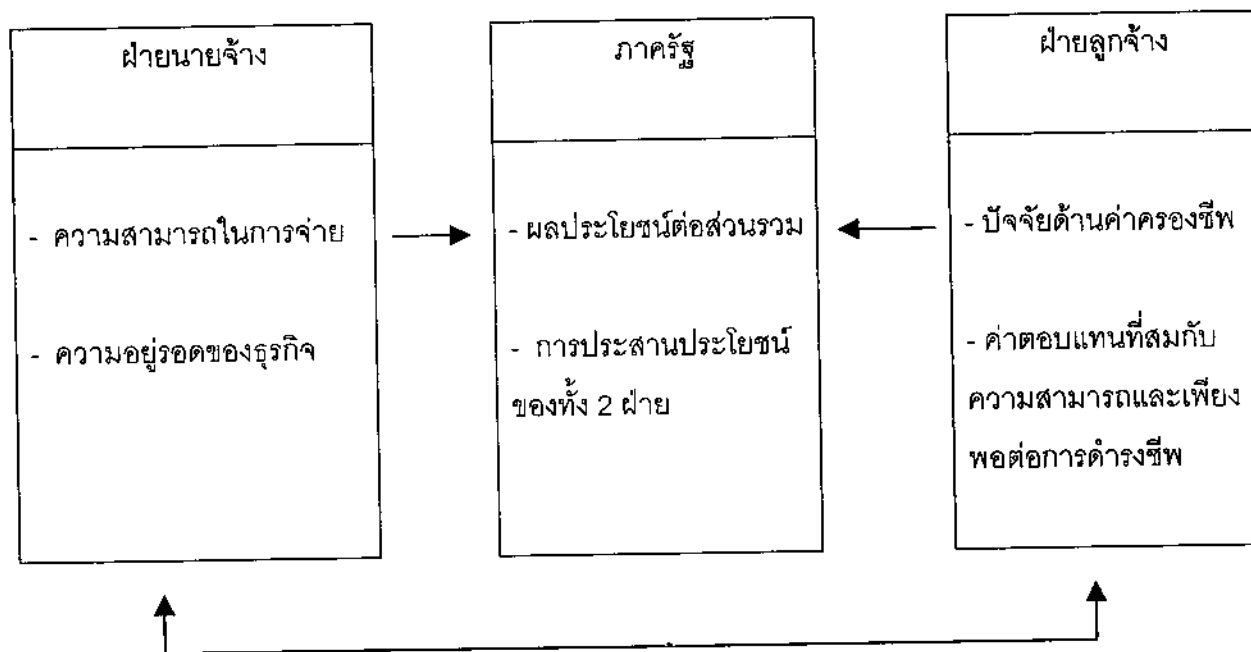 ฝ่ายนายจ้าง
- ความสามารถในการจ่าย
- ความอยู่รอดของธุรกิจ
ภาครัฐ
- ผลประโยชน์ต่อส่วนรวม
- การประสานประโยชน์
ของทั้ง 2 ฝ่าย
ฝ่ายลูกจ้าง
- ปัจจัยด้านค่าครองชีพ
- ค่าตอบแทนที่สมกับ
ความสามารถและเพียง
พอต่อการดำรงชีพ